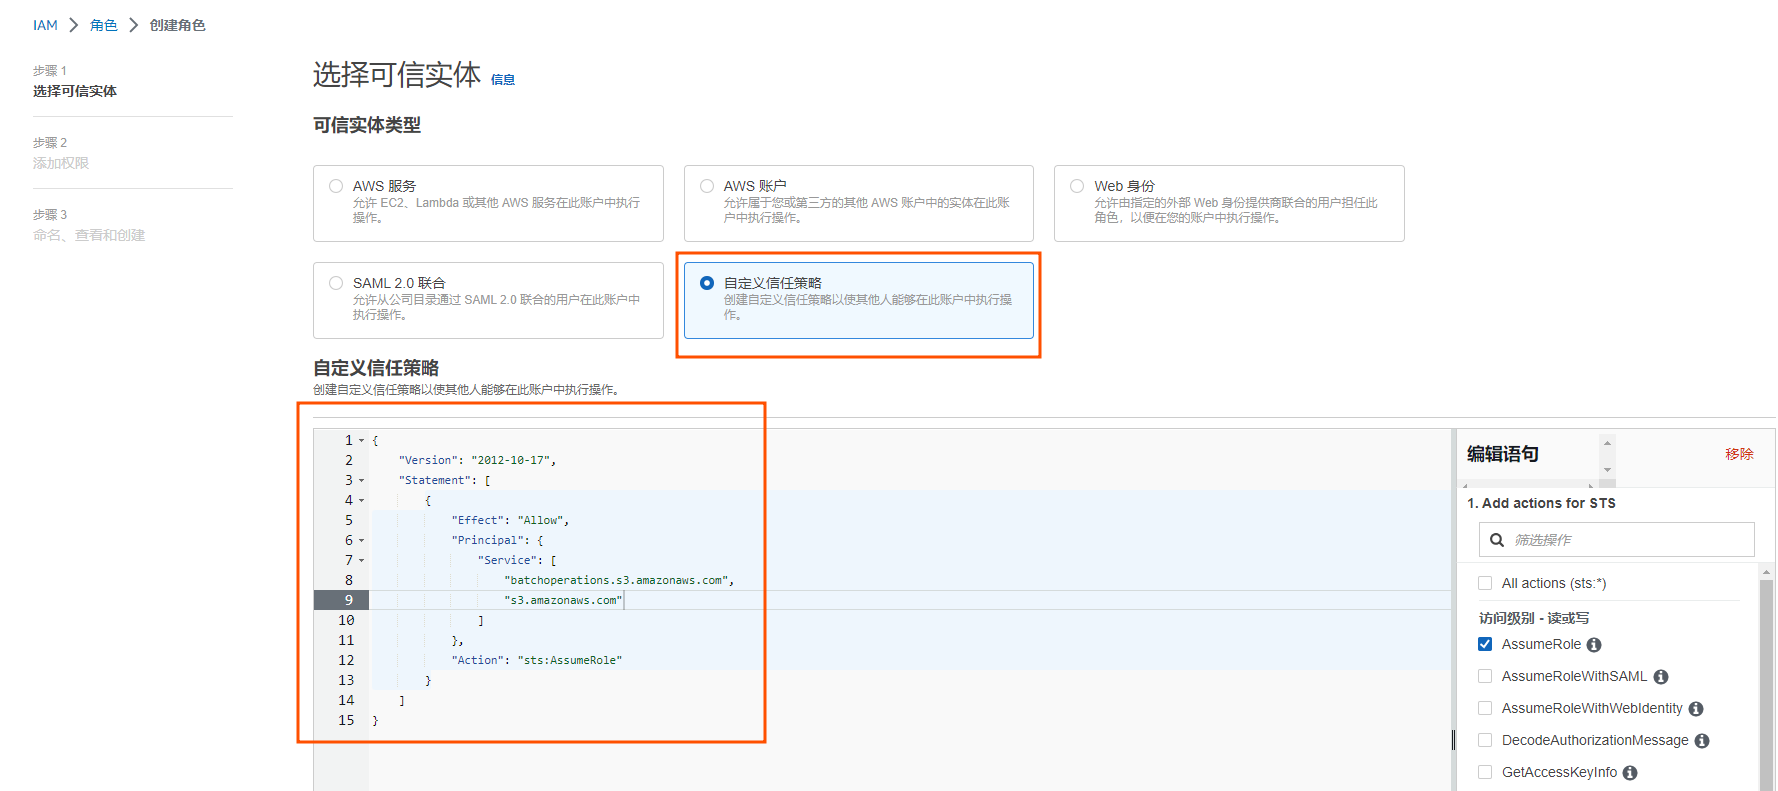 IAM > 角色 > 创建角色
步骤 1
选择可信实体
步骤 2
添加权限
步骤 3
命名、查看和创建
选择可信实体 信息
可信实体类型
AWS 服务
允许 EC2、Lambda 或其他 AWS 服务在此账户中执行
操作。
AWS 账户
允许属于您或第三方的其他 AWS 账户中的实体在此账
户中执行操作。
Web 身份
允许由指定的外部 Web 身份提供商联合的用户担任此
角色，以便在您的账户中执行操作。
SAML 2.0 联合
允许从公司目录通过 SAML 2.0 联合的用户在此账户中
执行操作。
自定义信任策略
创建自定义信任策略以使其他人能够在此账户中执行操
作。
自定义信任策略
创建自定义信任策略以使其他人能够在此账户中执行操作。
1 {
2 "Version": "2012-10-17",
3 "Statement": [
4 {
5 "Effect": "Allow",
6 "Principal": {
7 "Service": [
8 "batchoperations.s3.amazonaws.com",
9 "s3.amazonaws.com"
10 ]
11 },
12 "Action": "sts:AssumeRole"
13 }
14 ]
15 }
编辑语句
移除
1. Add actions for STS
筛选操作
All actions (sts:*)
访问级别 - 读或写
AssumeRole
AssumeRoleWithSAML
AssumeRoleWithWebIdentity
DecodeAuthorizationMessage
GetAccessKeyInfo